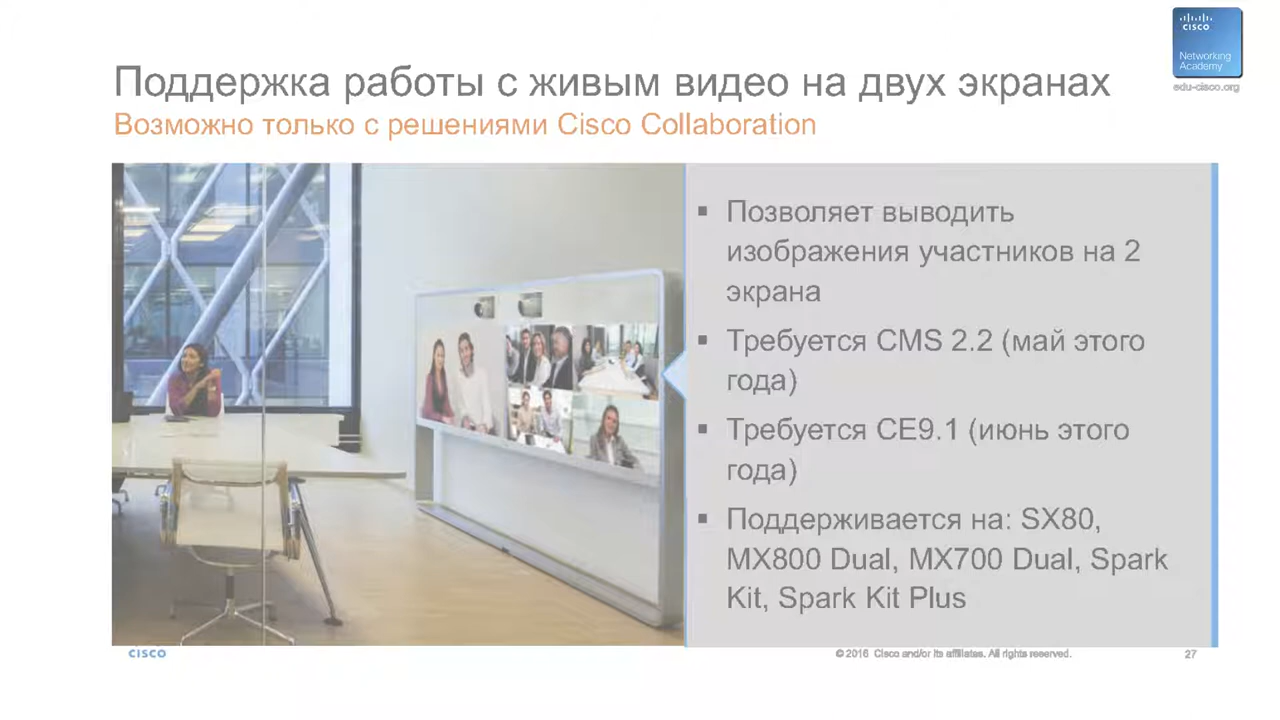 CISCO
Networking
Academy
edu-cisco.org
Поддержка работы с живым видео на двух экранах
Возможно только с решениями Cisco Collaboration
▪ Позволяет выводить
изображения участников на 2
экрана
▪ Требуется CMS 2.2 (май этого
года)
▪ Требуется CE9.1 (июнь этого
года)
▪ Поддерживается на: SX80,
MX800 Dual, MX700 Dual, Spark
Kit, Spark Kit Plus
CISCO
© 2016 Cisco and/or its affiliates. All rights reserved.
27